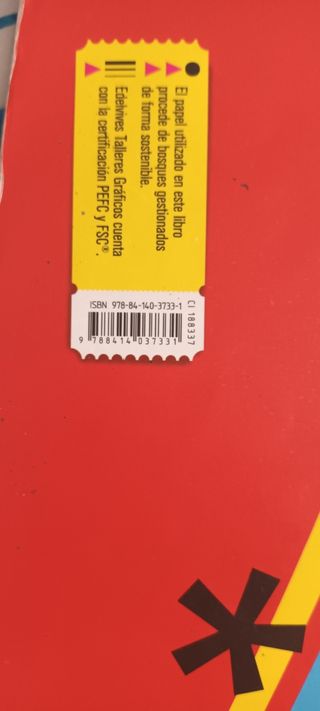 El papel utilizado en este libro
procede de bosques gestionados
de forma sostenible.
Edelvives Talleres Gráficos cuenta
con la certificación PEFC y FSC®.
CI 188337
ISBN 978-84-140-3733-1
9 788414 037331